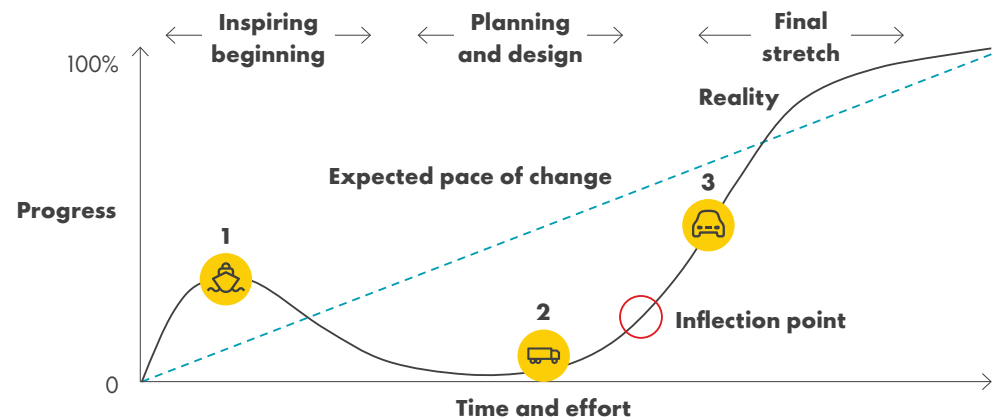 Inspiring
beginning
Planning
and design
Final
stretch
100%
Reality
Expected pace of change
3
Progress
1
2
Inflection point
0
Time and effort